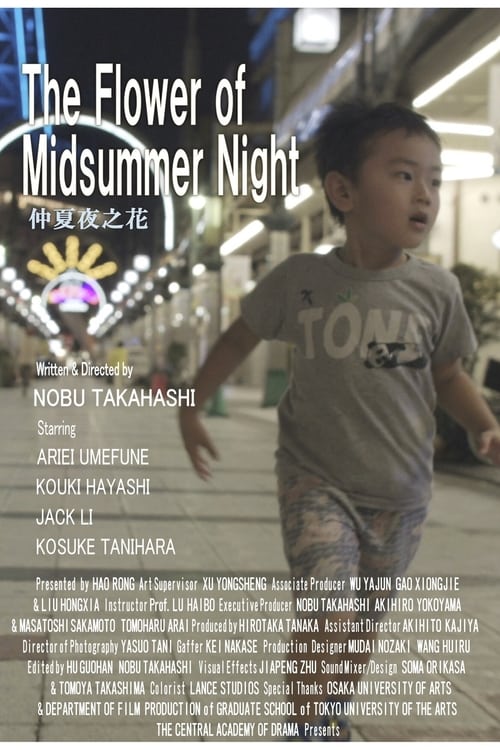 The Flower of
Midsummer Night
仲夏夜之花
TONE
Written & Directed by
NOBU TAKAHASHI
Starring
ARIEI UMEFUNE
KOUKI HAYASHI
JACK LI
KOSUKE TANIHARA
Presented by HAO RONG Art Supervisor XU YONGSHENG Associate Producer WU YAJUN GAO XIONGJIE
& LIU HONGXIA Instructor Prof. LU HAIBO Executive Producer NOBU TAKAHASHI AKIHIRO YOKOYAMA
& MASATOSHI SAKAMOTO TOMOHARU ARAI Produced by HIROTAKA TANAKA Assistant Director AKIHITO KAJIYA
Director of Photography YASUO TANI Gaffer KEI NAKASE Production Designer MUDAI NOZAKI WANG HUIRU
Edited by HU GUOHAN NOBU TAKAHASHI Visual Effects JIAPENG ZHU Sound Mixer/Design SOMA ORIKASA
& TOMOYA TAKASHIMA Colorist LANCE STUDIOS Special Thanks OSAKA UNIVERSITY OF ARTS
& DEPARTMENT OF FILM PRODUCTION of GRADUATE SCHOOL of TOKYO UNIVERSITY OF THE ARTS
THE CENTRAL ACADEMY OF DRAMA Presents